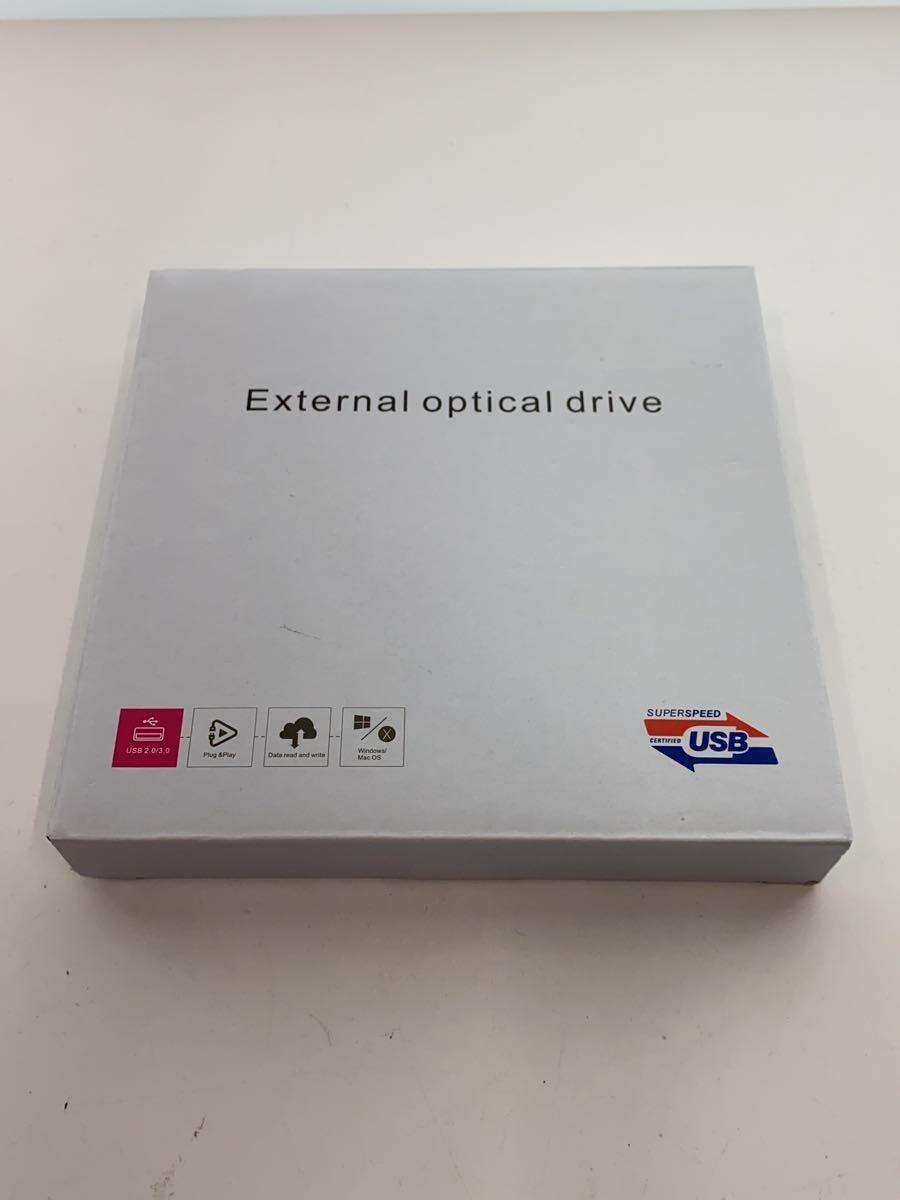 External optical drive
USB 2.0/3.0
Plug &Play
Data read and write
Windows/
Mac OS
X
SUPERSPEED
CERTIFIED USB